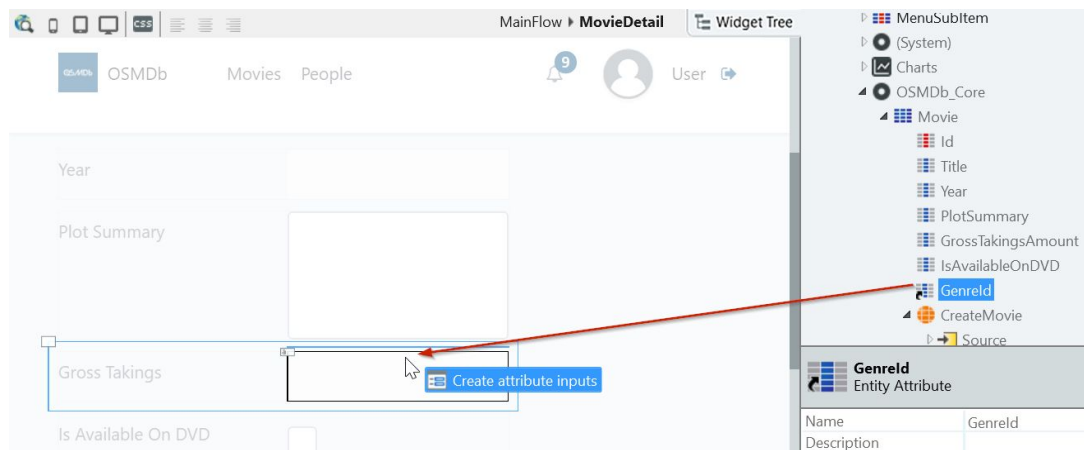 CSS
MainFlow ▸ MovieDetail
Widget Tree
OSMDb OSMDb
Movies People
9
User
Year
Plot Summary
Gross Takings
Create attribute inputs
Is Available On DVD
MenuSubItem
(System)
Charts
OSMDb_Core
Movie
Id
Title
Year
PlotSummary
GrossTakingsAmount
IsAvailableOnDVD
GenreId
CreateMovie
Source
GenreId
Entity Attribute
Name GenreId
Description